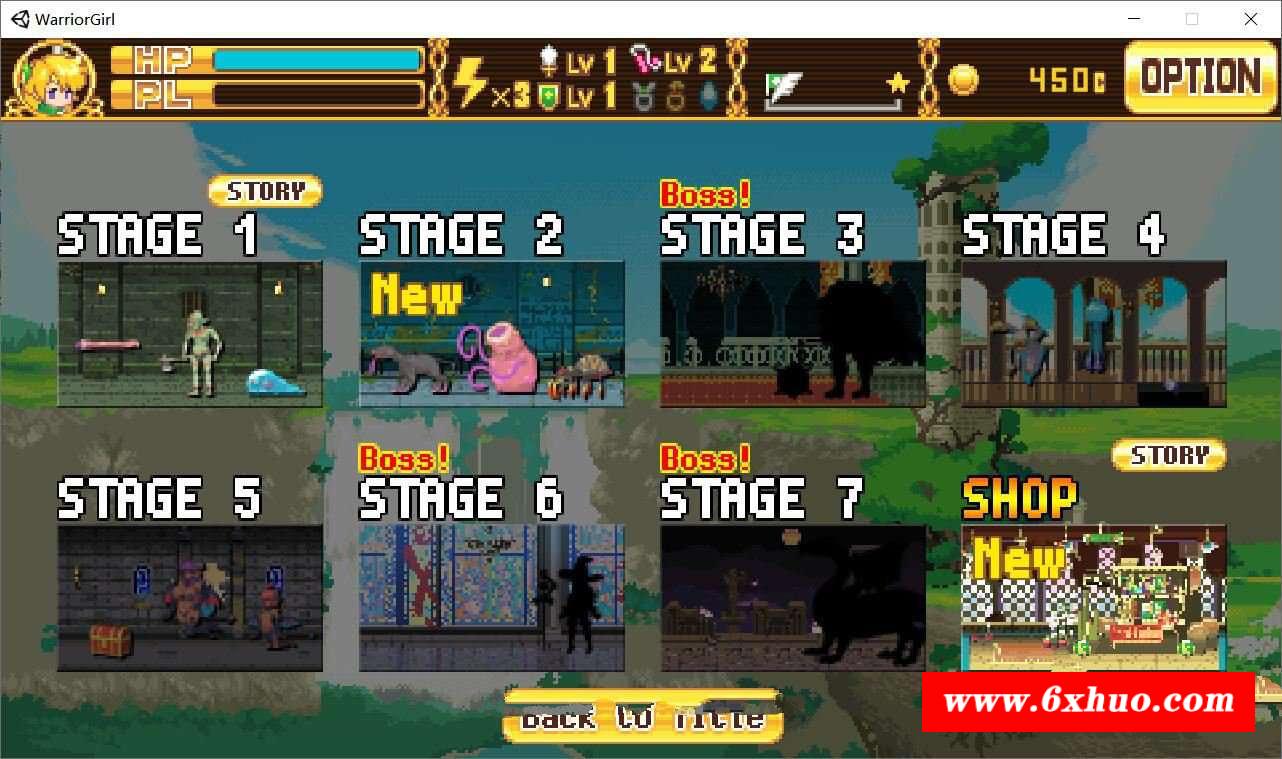 WarriorGirl
HP
PL
×3
Lv 1
Lv 2
Lv 1
450c
OPTION
STORY
STAGE 1
STAGE 2
New
Boss!
STAGE 3
STAGE 4
STAGE 5
Boss!
STAGE 6
Boss!
STAGE 7
STORY
SHOP
New
Back to Title
www.6xhuo.com